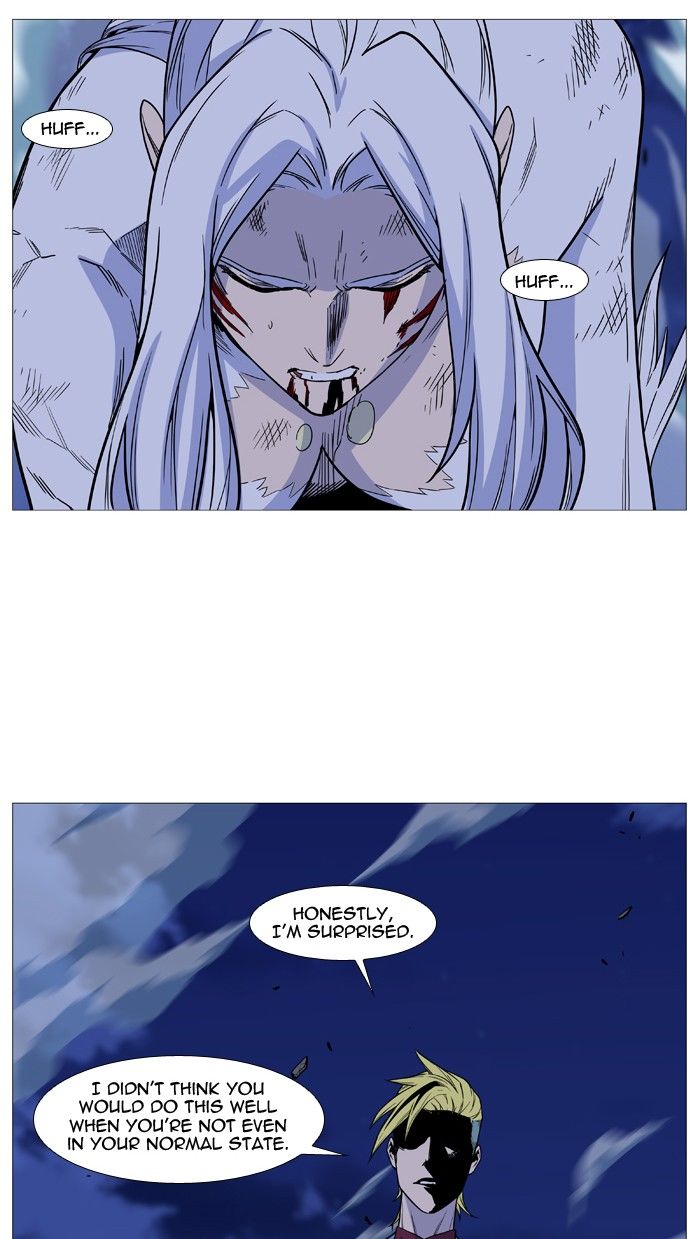 HUFF...
HUFF...
HONESTLY,
I'M SURPRISED.
I DIDN'T THINK YOU
WOULD DO THIS WELL
WHEN YOU'RE NOT EVEN
IN YOUR NORMAL STATE.